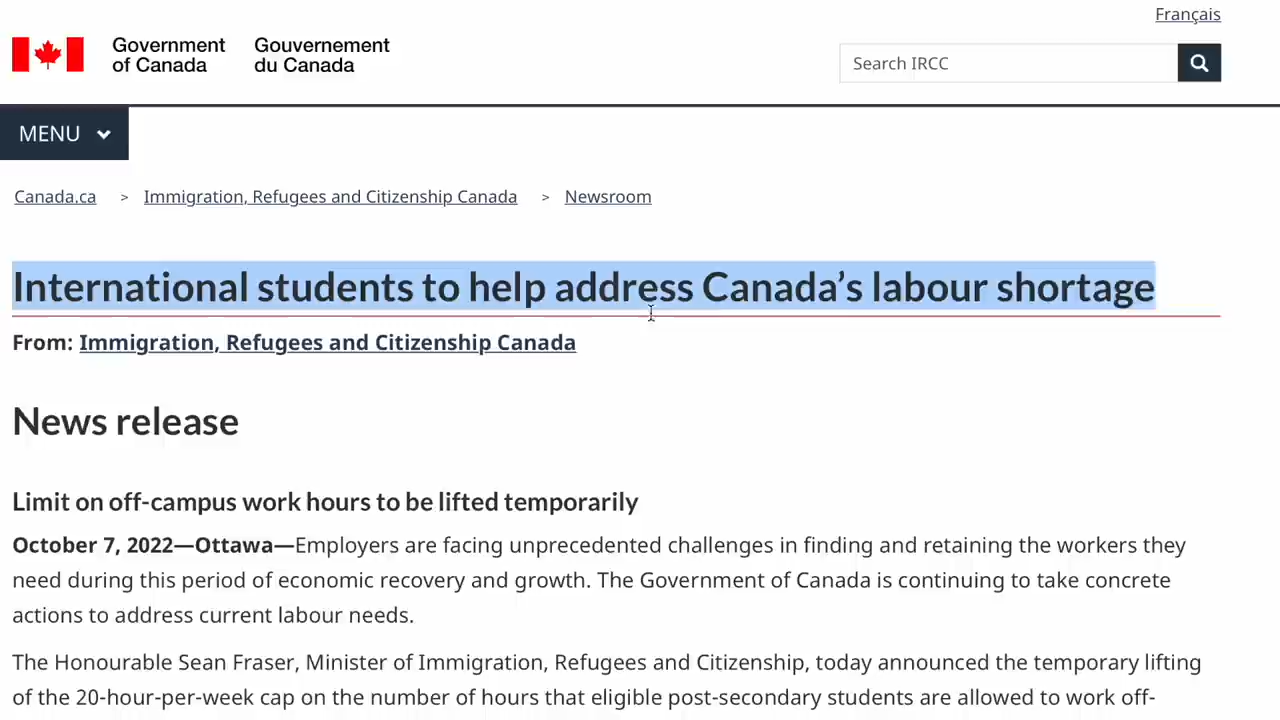 Français
Government of Canada
Gouvernement du Canada
Search IRCC
MENU
Canada.ca > Immigration, Refugees and Citizenship Canada > Newsroom
International students to help address Canada’s labour shortage
From: Immigration, Refugees and Citizenship Canada
News release
Limit on off-campus work hours to be lifted temporarily
October 7, 2022—Ottawa—Employers are facing unprecedented challenges in finding and retaining the workers they
need during this period of economic recovery and growth. The Government of Canada is continuing to take concrete
actions to address current labour needs.
The Honourable Sean Fraser, Minister of Immigration, Refugees and Citizenship, today announced the temporary lifting
of the 20-hour-per-week cap on the number of hours that eligible post-secondary students are allowed to work off-